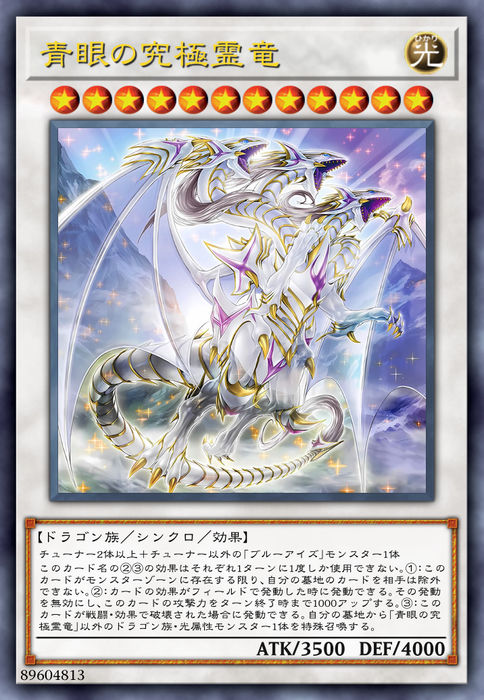 青眼の究極霊竜
ひかり
光
【ドラゴン族／シンクロ／効果】
チューナー2体以上＋チューナー以外の「ブルーアイズ」モンスター1体
このカード名の②③の効果はそれぞれ1ターンに1度しか使用できない。①：この
カードがモンスターゾーンに存在する限り、自分の墓地のカードを相手は除外
できない。②：カードの効果がフィールドで発動した時に発動できる。その発動
を無効にし、このカードの攻撃力をターン終了時まで1000アップする。③：この
カードが戦闘・効果で破壊された場合に発動できる。自分の墓地から「青眼の究
極霊竜」以外のドラゴン族・光属性モンスター1体を特殊召喚する。
ATK/3500 DEF/4000
89604813